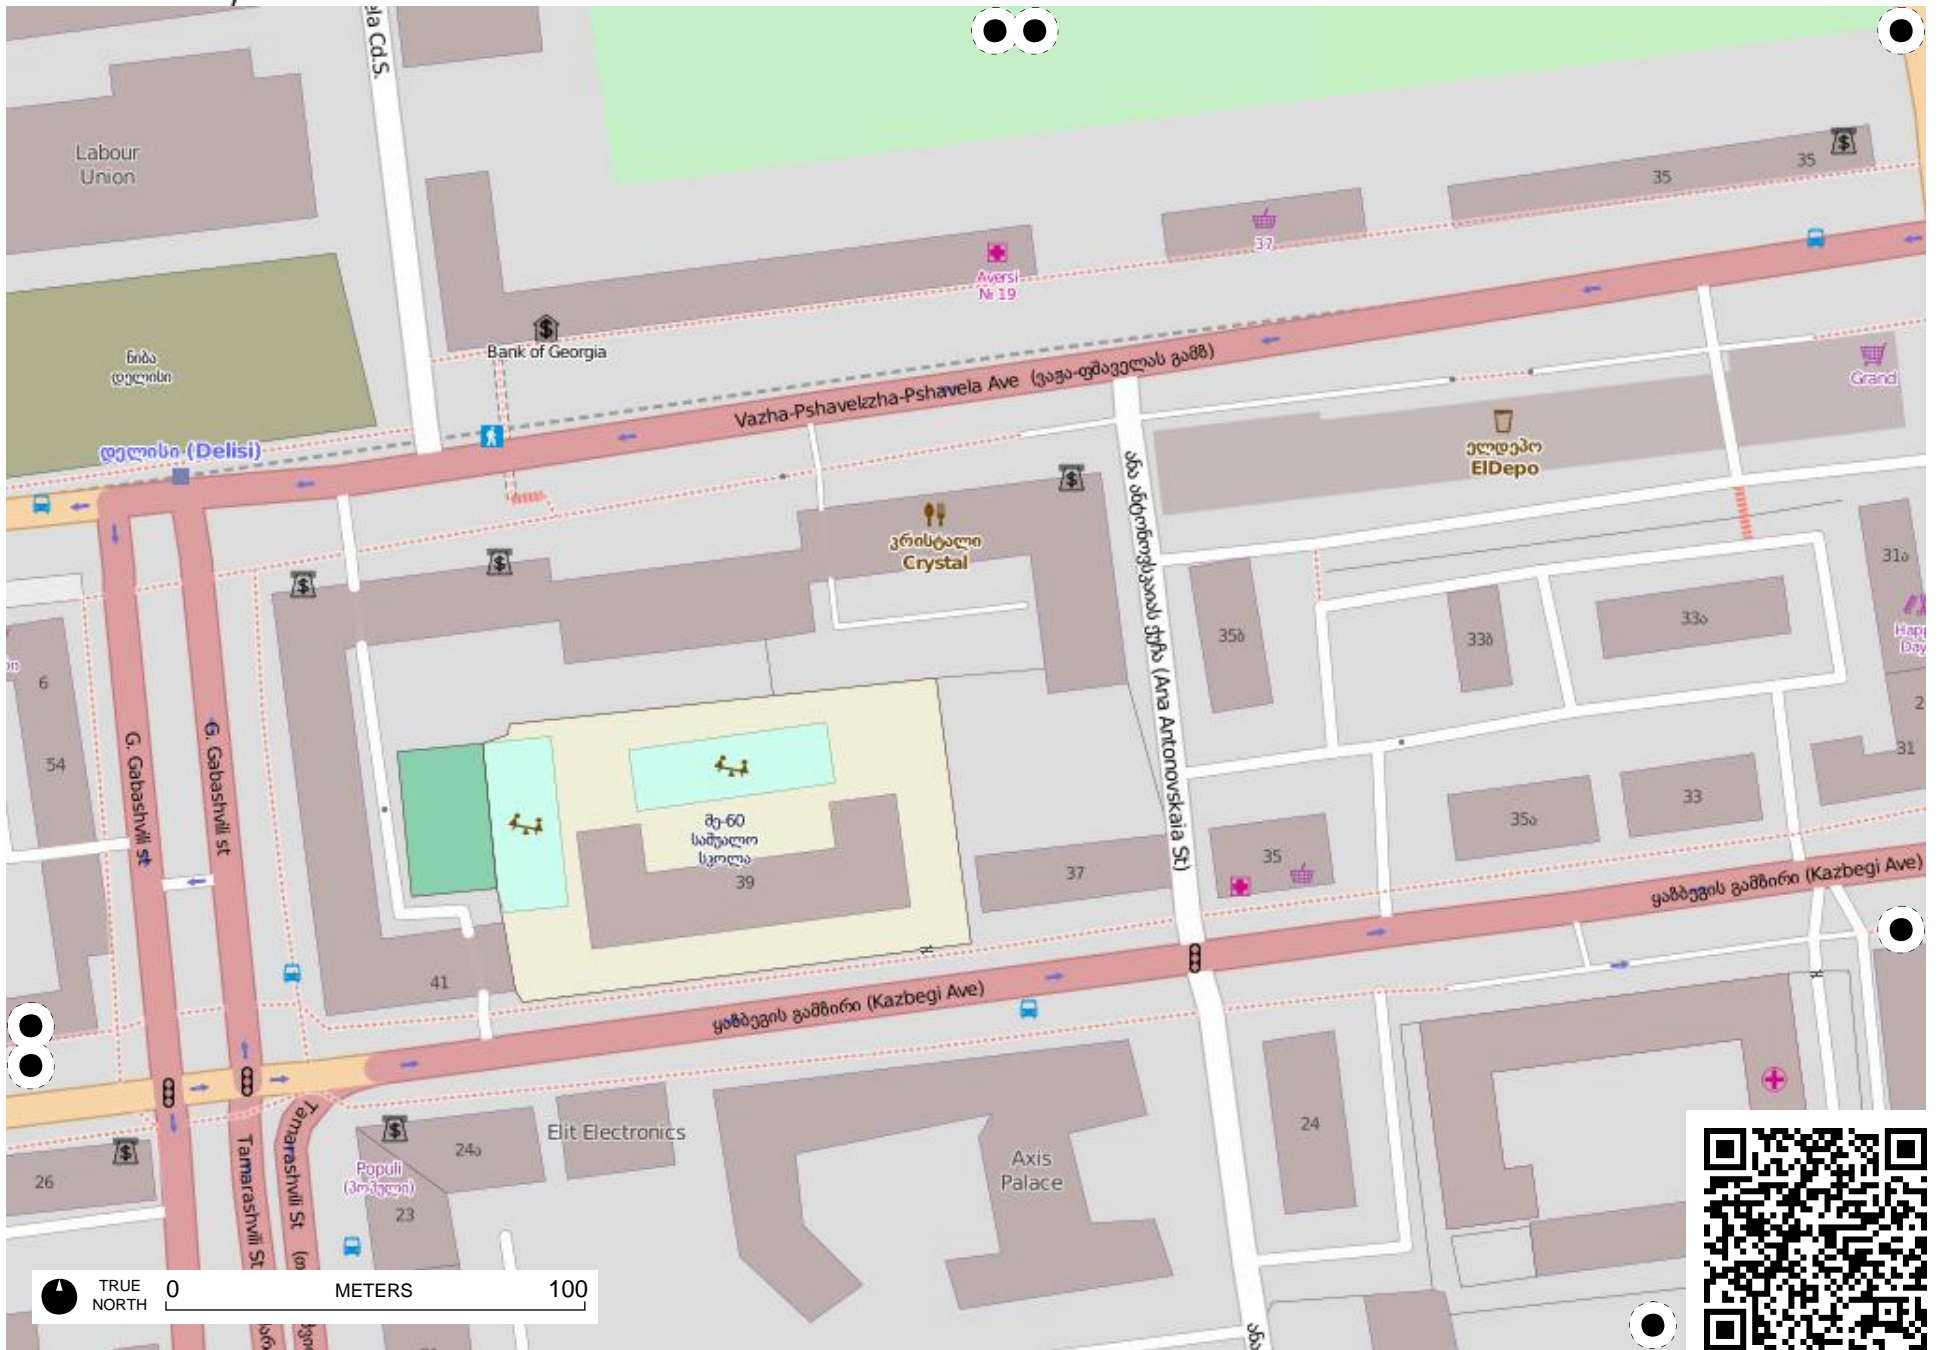 Labour
Union
35
35
37
Aversi
№ 19
Bank of Georgia
ნიბა
დელისი
Grand
Vazha-Pshavela Ave (ვაჟა-ფშაველას გამზ)
დელისი (Delisi)
ელდეპო
ElDepo
კრისტალი
Crystal
ანა ანტონოვსკაიას ქუჩა (Ana Antonovskaia St)
31ა
35ბ
33ბ
33ა
6
54
G. Gabashvili st
G. Gabashvili st
31
33
35ა
მე-60
საშუალო
სკოლა
39
37
35
ყაზბეგის გამზირი (Kazbegi Ave)
41
ყაზბეგის გამზირი (Kazbegi Ave)
24
Elit Electronics
24ა
Axis
Palace
Populi
(პოპული)
23
26
Tamarashvili St
Tamarashvili St
TRUE
NORTH
0 METERS 100